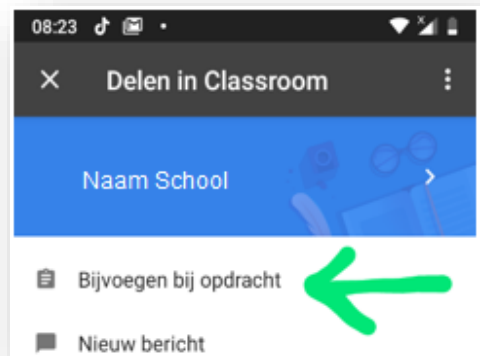 08:23
Delen in Classroom
Naam School
Bijvoegen bij opdracht
Nieuw bericht